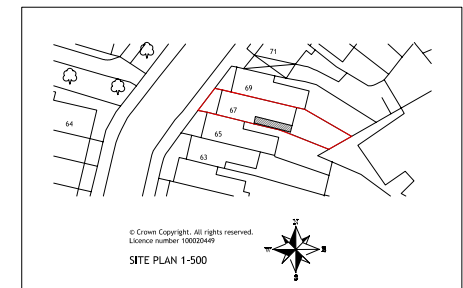 71
69
67
64
65
63
© Crown Copyright. All rights reserved.
Licence number 100020449
SITE PLAN 1-500
N
W
E
S